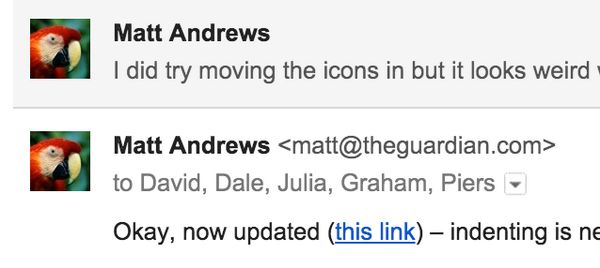 Matt Andrews
I did try moving the icons in but it looks weird
Matt Andrews <matt@theguardian.com>
to David, Dale, Julia, Graham, Piers
Okay, now updated (this link) – indenting is